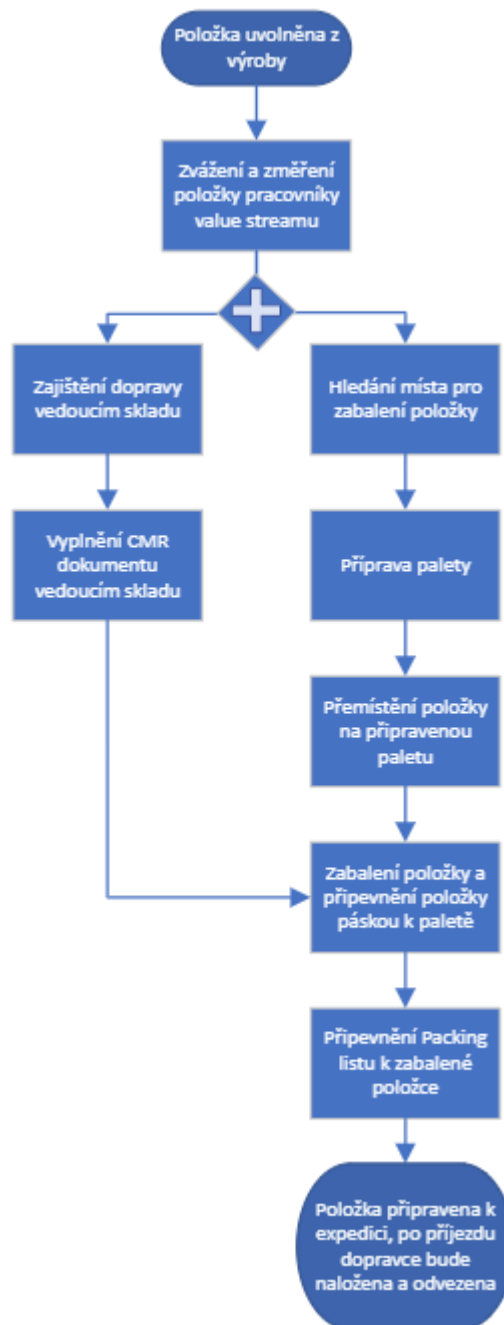 Položka uvolněna z
výroby
Zvážení a změření
položky pracovníky
value streamu
Zajištění dopravy
vedoucím skladu
Hledání místa pro
zabalení položky
Vyplnění CMR
dokumentu
vedoucím skladu
Příprava palety
Přemístění položky
na připravenou
paletu
Zabalení položky a
připevnění položky
páskou k paletě
Připevnění Packing
listu k zabalené
položce
Položka připravena k
expedici, po příjezdu
dopravce bude
naložena a odvezena